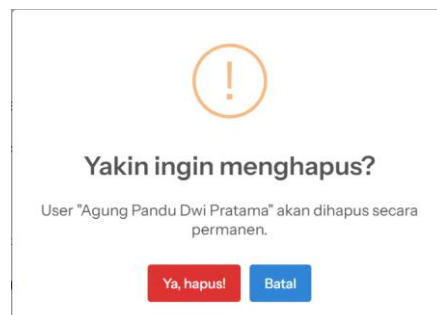 !
Yakin ingin menghapus?
User "Agung Pandu Dwi Pratama" akan dihapus secara
permanen.
Ya, hapus!
Batal